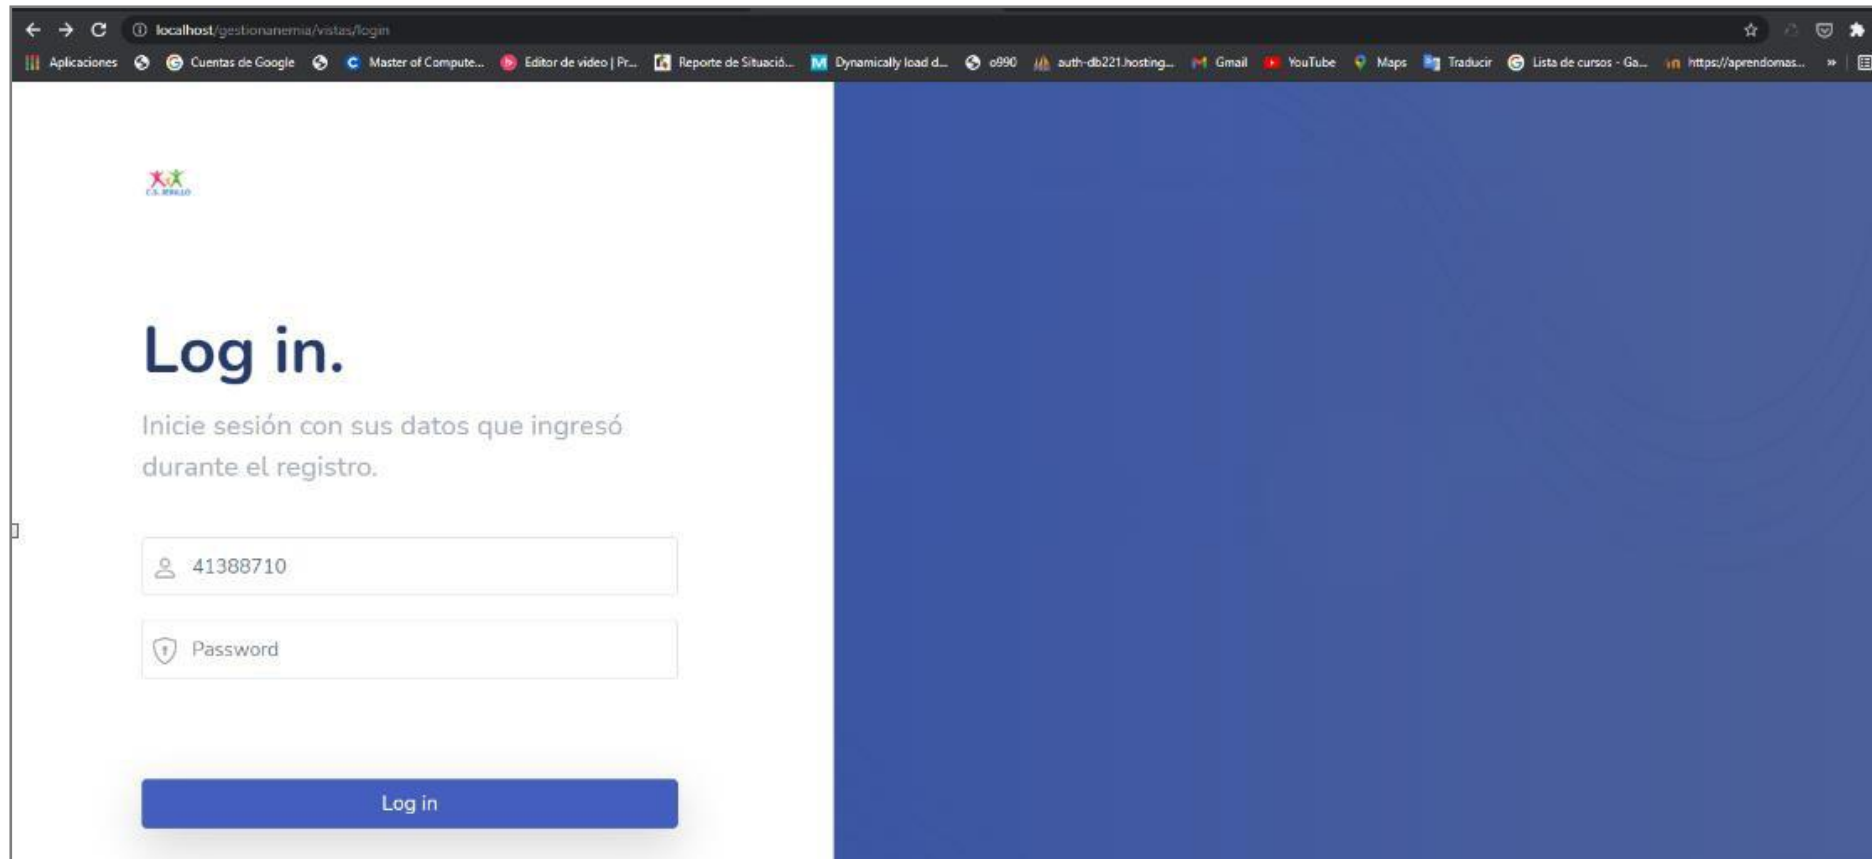 localhost/gestionanemia/vistas/login
Aplicaciones Cuentas de Google Master of Compute... Editor de video | Pr... Reporte de Situació... Dynamically load d... o990 auth-db221.hosting... Gmail YouTube Maps Traducir Lista de cursos - Ga... https://aprendomas... »
C.S.
Log in.
Inicie sesión con sus datos que ingresó
durante el registro.
41388710
Password
Log in